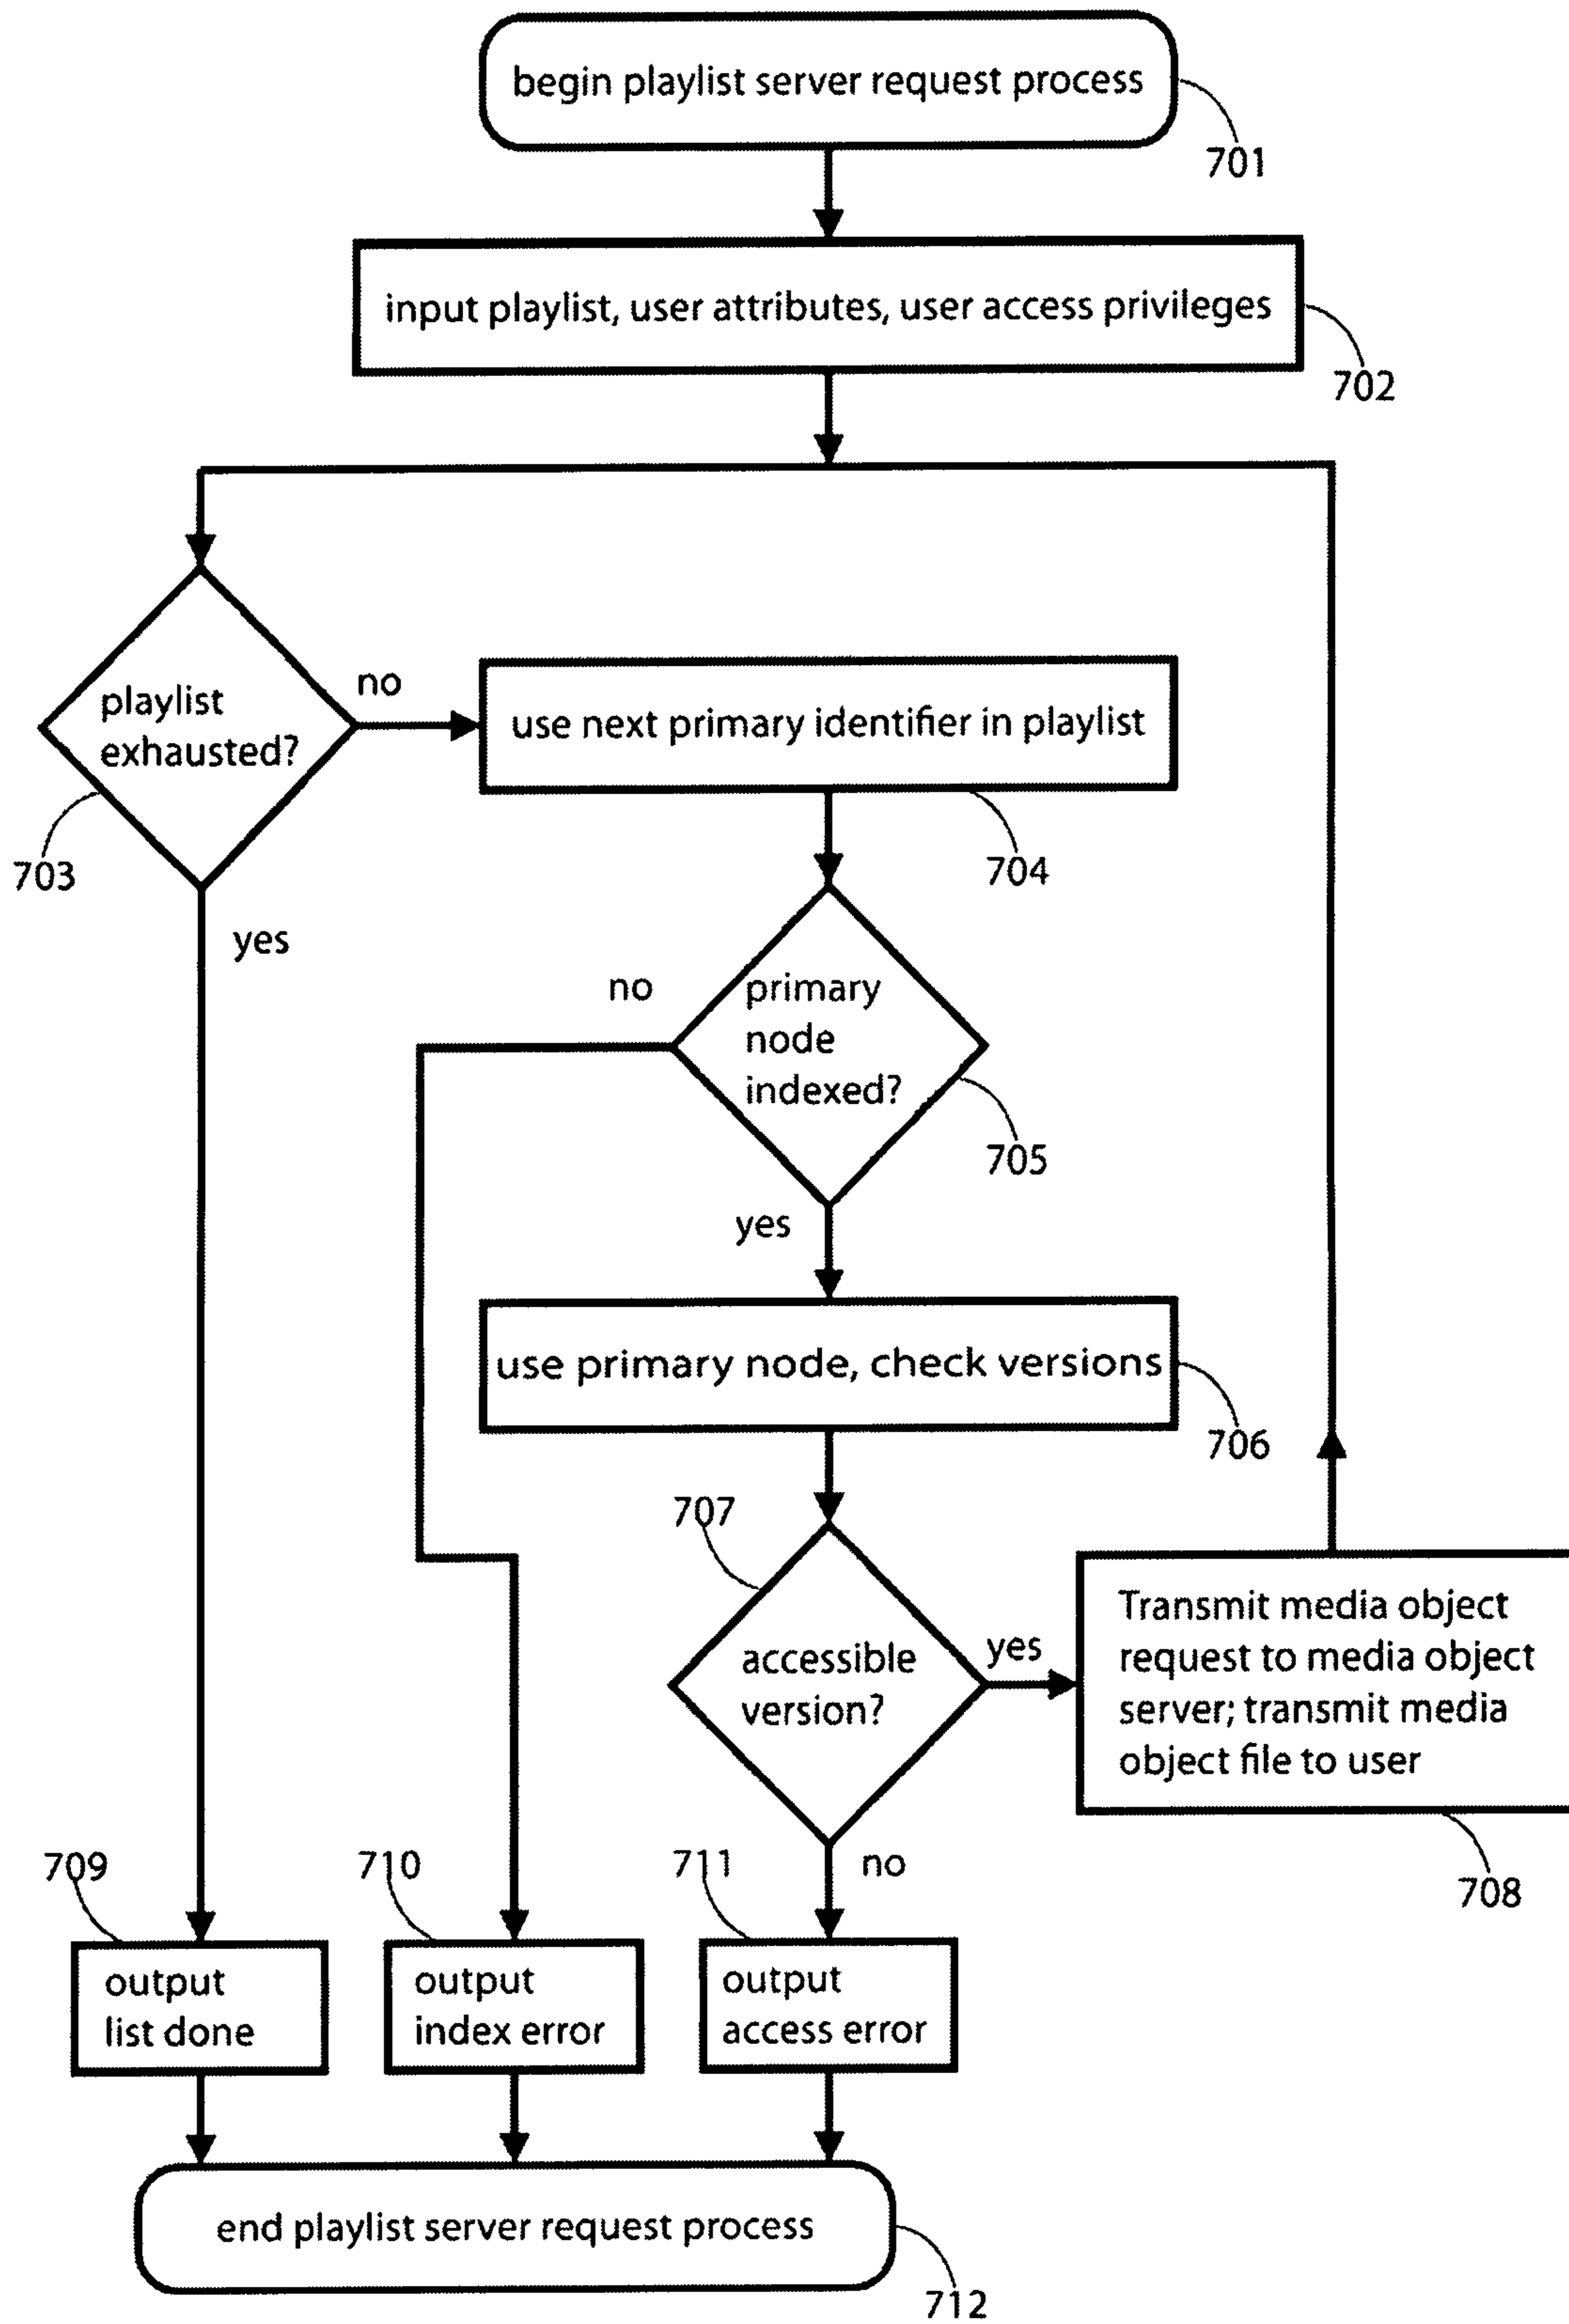 begin playlist server request process
701
input playlist, user attributes, user access privileges
702
playlist
exhausted?
703
no
yes
use next primary identifier in playlist
704
primary
node
indexed?
705
no
yes
use primary node, check versions
706
707
accessible
version?
yes
no
Transmit media object
request to media object
server; transmit media
object file to user
708
709
output
list done
710
output
index error
711
output
access error
end playlist server request process
712